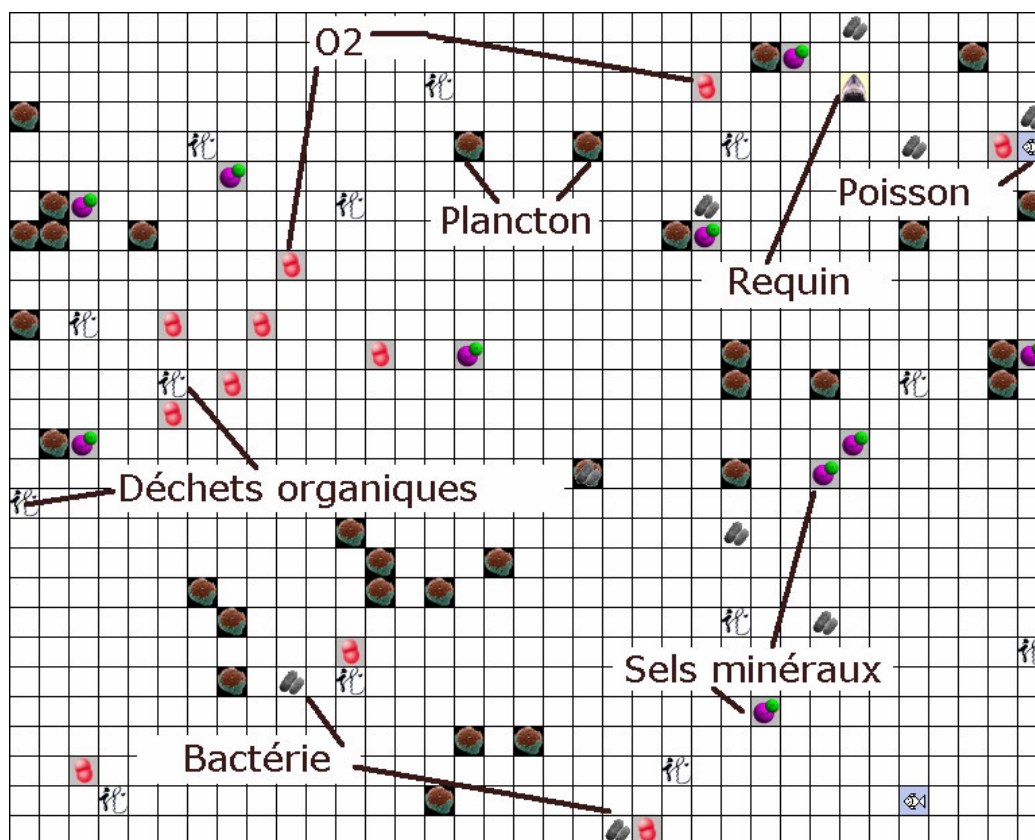 O2
Plancton
Poisson
Requin
Déchets organiques
Sels minéraux
Bactérie